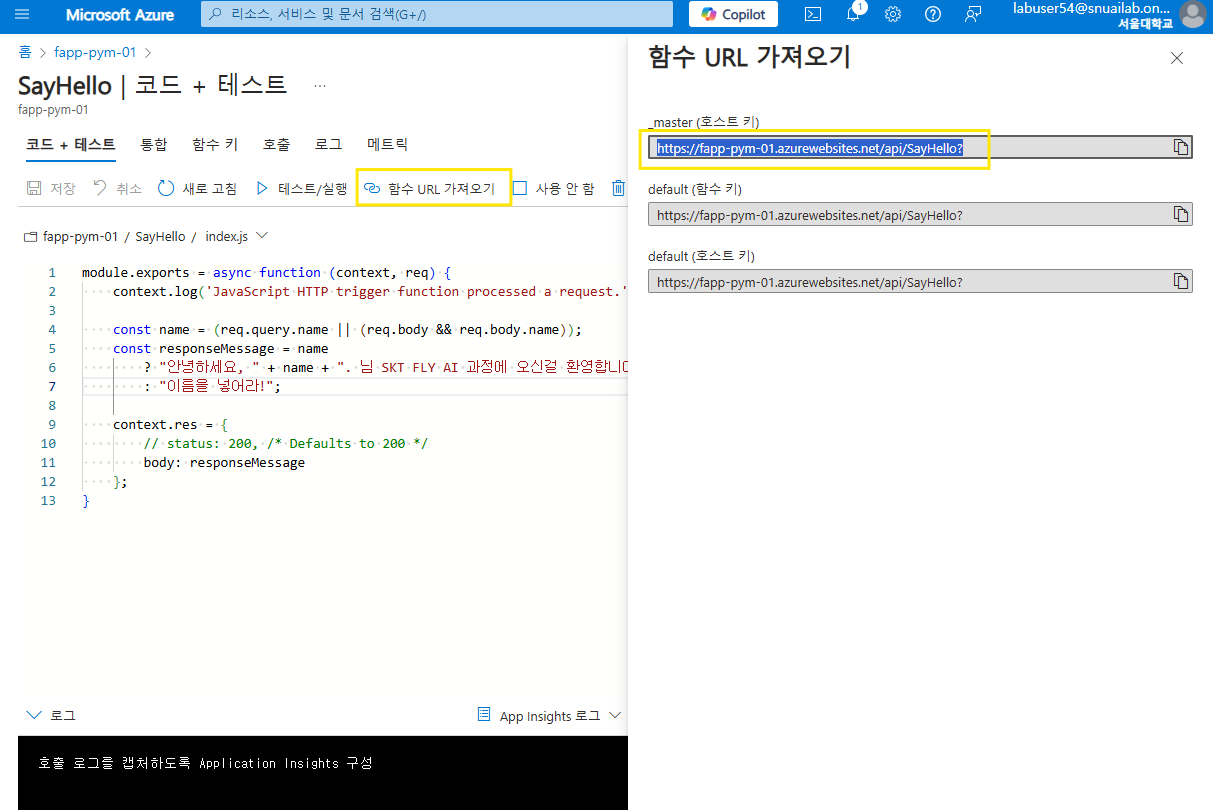 Microsoft Azure
리소스, 서비스 및 문서 검색(G+/)
Copilot
1
labuser54@snuailab.on...
서울대학교
홈 > fapp-pym-01 >
SayHello | 코드 + 테스트 ...
fapp-pym-01
코드 + 테스트 통합 함수 키 호출 로그 메트릭
저장 취소 새로 고침 테스트/실행 함수 URL 가져오기 사용 안 함
fapp-pym-01 / SayHello / index.js
1 module.exports = async function (context, req) {
2 context.log('JavaScript HTTP trigger function processed a request.'
3
4 const name = (req.query.name || (req.body && req.body.name));
5 const responseMessage = name
6 ? "안녕하세요, " + name + ". 님 SKT FLY AI 과정에 오신걸 환영합니다
7 : "이름을 넣어라!";
8
9 context.res = {
10 // status: 200, /* Defaults to 200 */
11 body: responseMessage
12 };
13 }
로그
App Insights 로그
호출 로그를 캡처하도록 Application Insights 구성
함수 URL 가져오기
_master (호스트 키)
https://fapp-pym-01.azurewebsites.net/api/SayHello?
default (함수 키)
https://fapp-pym-01.azurewebsites.net/api/SayHello?
default (호스트 키)
https://fapp-pym-01.azurewebsites.net/api/SayHello?